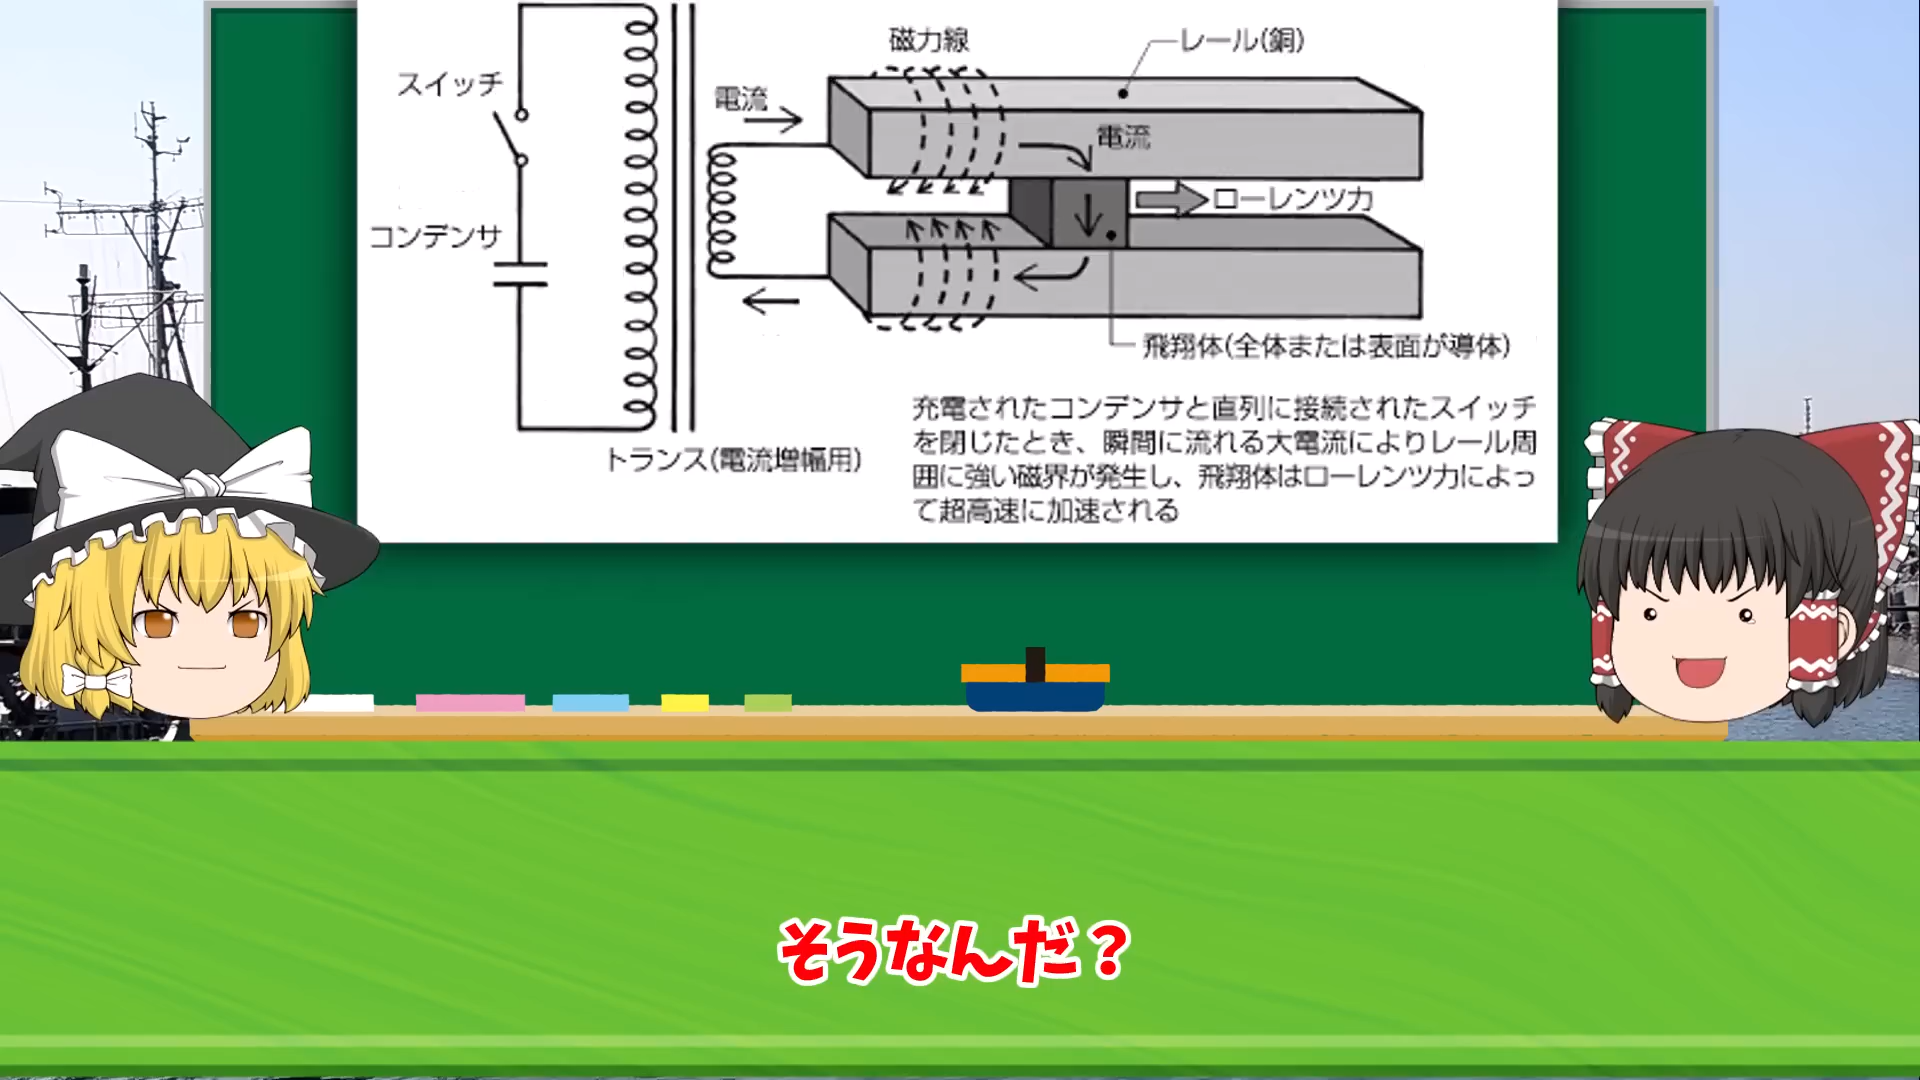 磁力線
レール(銅)
スイッチ
電流
電流
ローレンツ力
コンデンサ
飛翔体(全体または表面が導体)
トランス(電流増幅用)
充電されたコンデンサと直列に接続されたスイッチ
を閉じたとき、瞬間に流れる大電流によりレール周
囲に強い磁界が発生し、飛翔体はローレンツ力によっ
て超高速に加速される
そうなんだ？